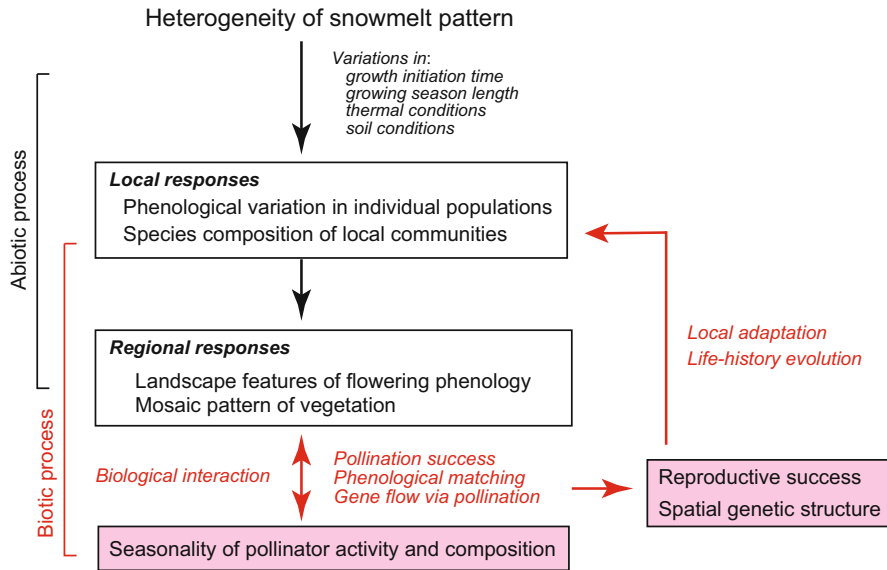 Heterogeneity of snowmelt pattern
Variations in:
growth initiation time
growing season length
thermal conditions
soil conditions
Abiotic process
Local responses
Phenological variation in individual populations
Species composition of local communities
Regional responses
Landscape features of flowering phenology
Mosaic pattern of vegetation
Local adaptation
Life-history evolution
Biotic process
Biological interaction
Pollination success
Phenological matching
Gene flow via pollination
Reproductive success
Spatial genetic structure
Seasonality of pollinator activity and composition